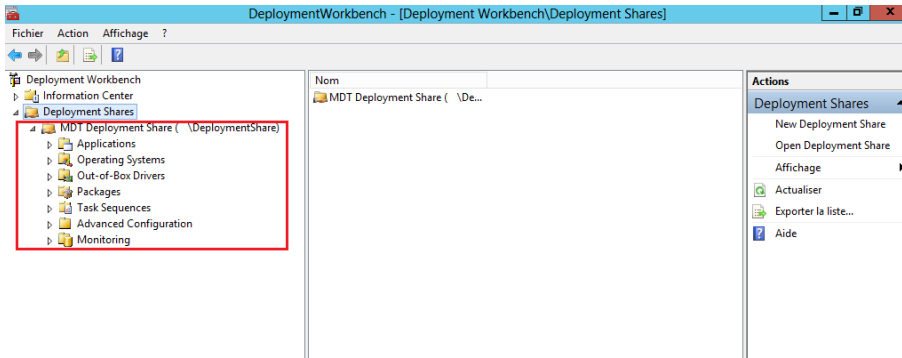 DeploymentWorkbench - [Deployment Workbench\Deployment Shares]
Fichier Action Affichage ?
Deployment Workbench
Information Center
Deployment Shares
MDT Deployment Share ( \DeploymentShare)
Applications
Operating Systems
Out-of-Box Drivers
Packages
Task Sequences
Advanced Configuration
Monitoring
Nom
MDT Deployment Share ( \De...
Actions
Deployment Shares
New Deployment Share
Open Deployment Share
Affichage
Actualiser
Exporter la liste...
Aide